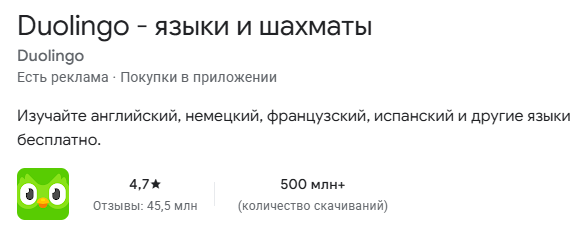 Duolingo - языки и шахматы
Duolingo
Есть реклама · Покупки в приложении
Изучайте английский, немецкий, французский, испанский и другие языки
бесплатно.
4,7★ 500 млн+
Отзывы: 45,5 млн (количество скачиваний)